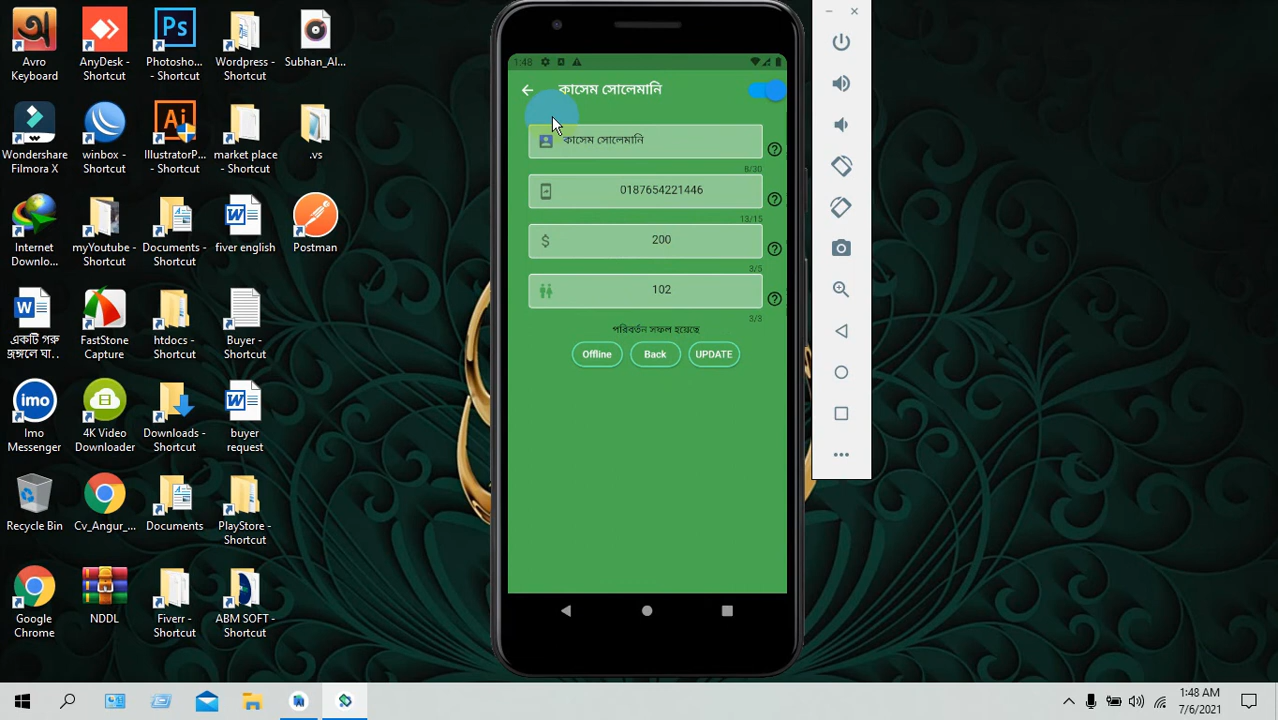 Avro
Keyboard
AnyDesk -
Shortcut
Ps
Photosho...
- Shortcut
Wordpress -
Shortcut
Subhan_Al...
Wondershare
Filmora X
winbox -
Shortcut
Ai
IllustratorP...
- Shortcut
market place
- Shortcut
.vs
Internet
Downlo...
myYoutube -
Shortcut
Documents -
Shortcut
fiver english
Postman
একটি গরু
জঙ্গলে ঘা..
FastStone
Capture
htdocs -
Shortcut
Buyer -
Shortcut
imo
Imo
Messenger
4K Video
Downloader
Downloads -
Shortcut
buyer
request
Recycle Bin
Cv_Angur_...
Documents
PlayStore -
Shortcut
Google
Chrome
NDDL
Fiverr -
Shortcut
ABM SOFT -
Shortcut
1:48
কাসেম সোলেমানি
কাসেম সোলেমানি
0187654221446
13/15
$ 200
3/5
102
3/3
পরিবর্তন সফল হয়েছে
Offline Back UPDATE
1:48 AM
7/6/2021